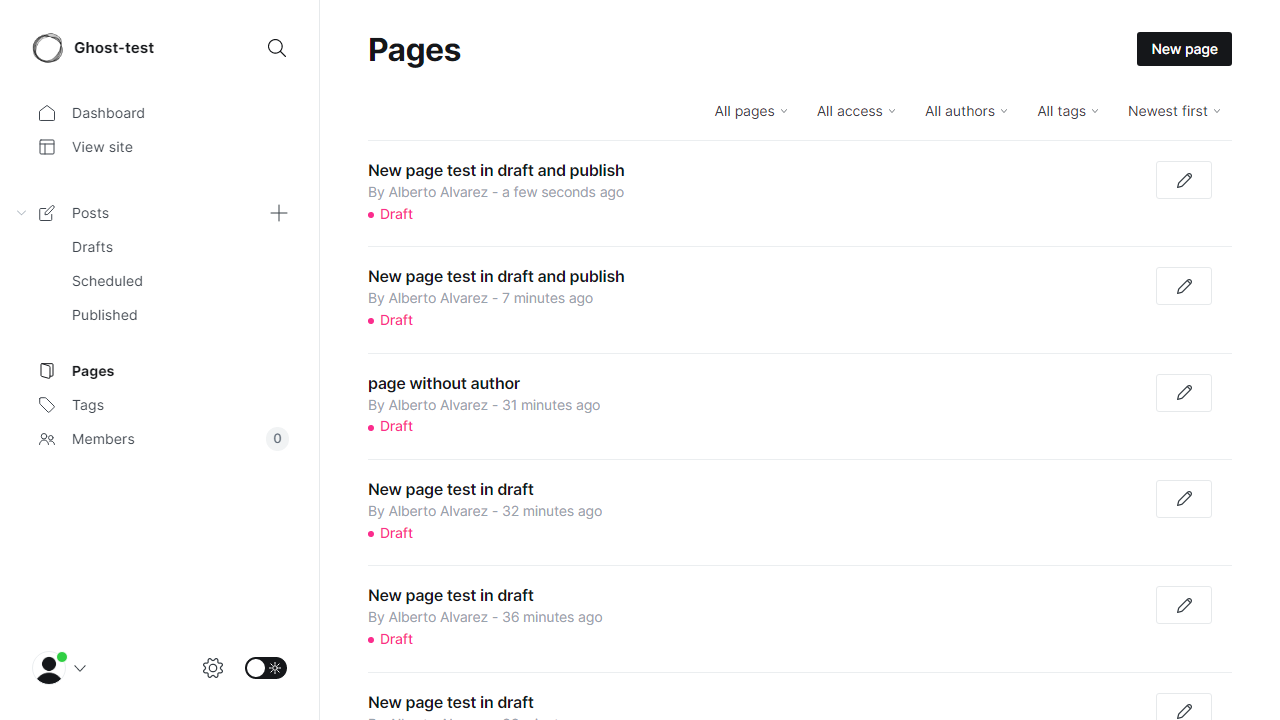 Ghost-test
Dashboard
View site
Posts
Drafts
Scheduled
Published
Pages
Tags
Members 0
Pages
New page
All pages All access All authors All tags Newest first
New page test in draft and publish
By Alberto Alvarez - a few seconds ago
Draft
New page test in draft and publish
By Alberto Alvarez - 7 minutes ago
Draft
page without author
By Alberto Alvarez - 31 minutes ago
Draft
New page test in draft
By Alberto Alvarez - 32 minutes ago
Draft
New page test in draft
By Alberto Alvarez - 36 minutes ago
Draft
New page test in draft